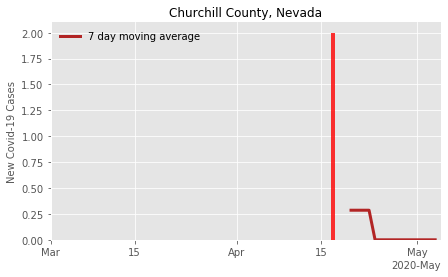 Churchill County, Nevada
7 day moving average
New Covid-19 Cases
2.00
1.75
1.50
1.25
1.00
0.75
0.50
0.25
0.00
Mar
15
Apr
15
May
2020-May